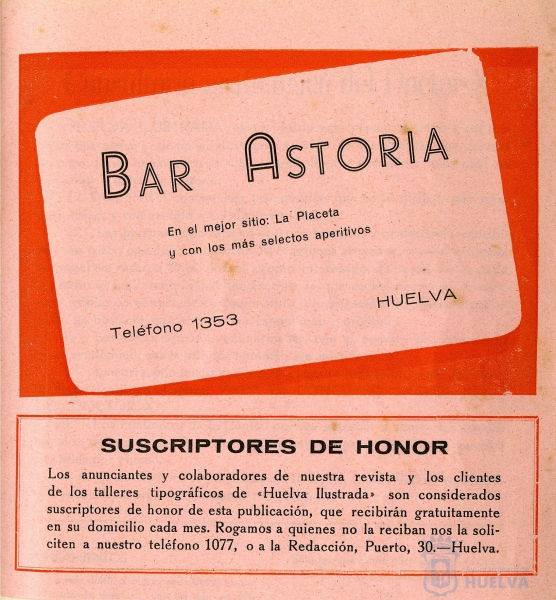 BAR ASTORIA
En el mejor sitio: La Placeta
y con los más selectos aperitivos
HUELVA
Teléfono 1353
SUSCRIPTORES DE HONOR
Los anunciantes y colaboradores de nuestra revista y los clientes
de los talleres tipográficos de «Huelva Ilustrada» son considerados
suscriptores de honor de esta publicación, que recibirán gratuitamente
en su domicilio cada mes. Rogamos a quienes no la reciban nos la soli-
citen a nuestro teléfono 1077, o a la Redacción, Puerto, 30.—Huelva.
HUELVA